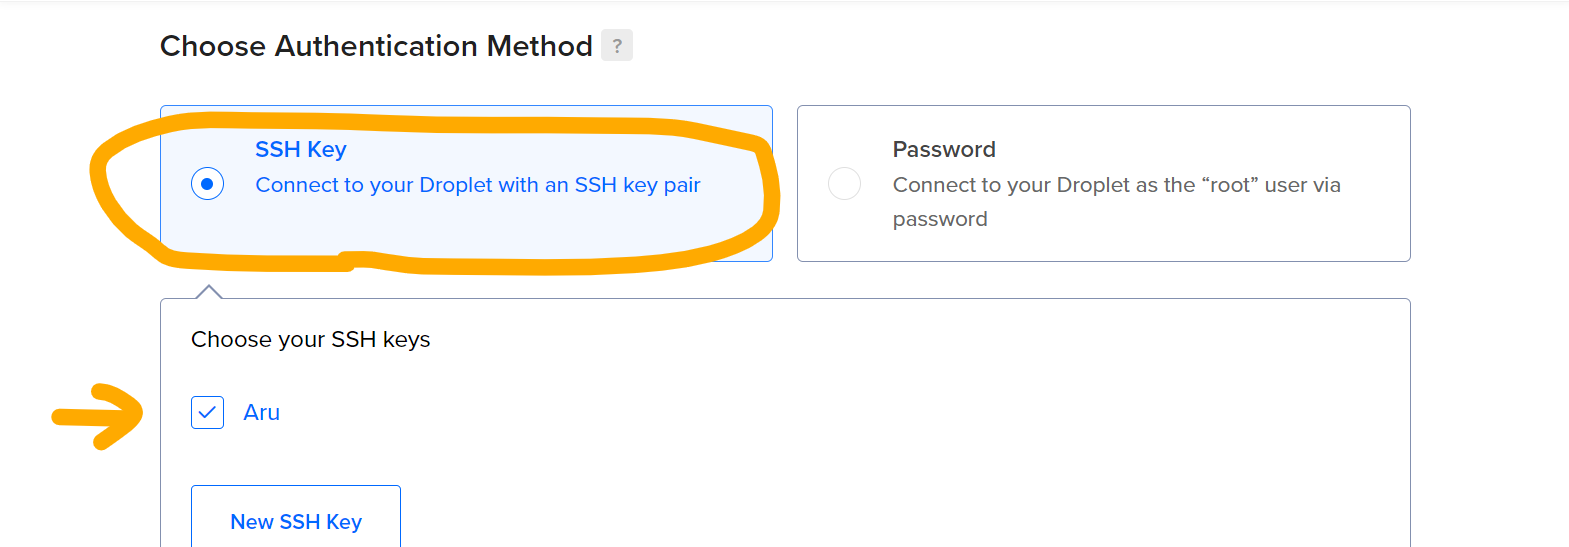 Choose Authentication Method ?
SSH Key
Connect to your Droplet with an SSH key pair
Password
Connect to your Droplet as the “root” user via
password
Choose your SSH keys
Aru
New SSH Key